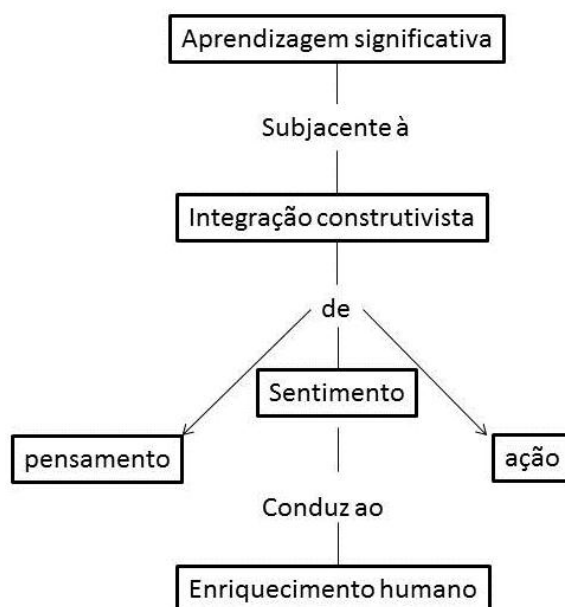 Aprendizagem significativa
Subjacente à
Integração construtivista
de
Sentimento
pensamento
ação
Conduz ao
Enriquecimento humano